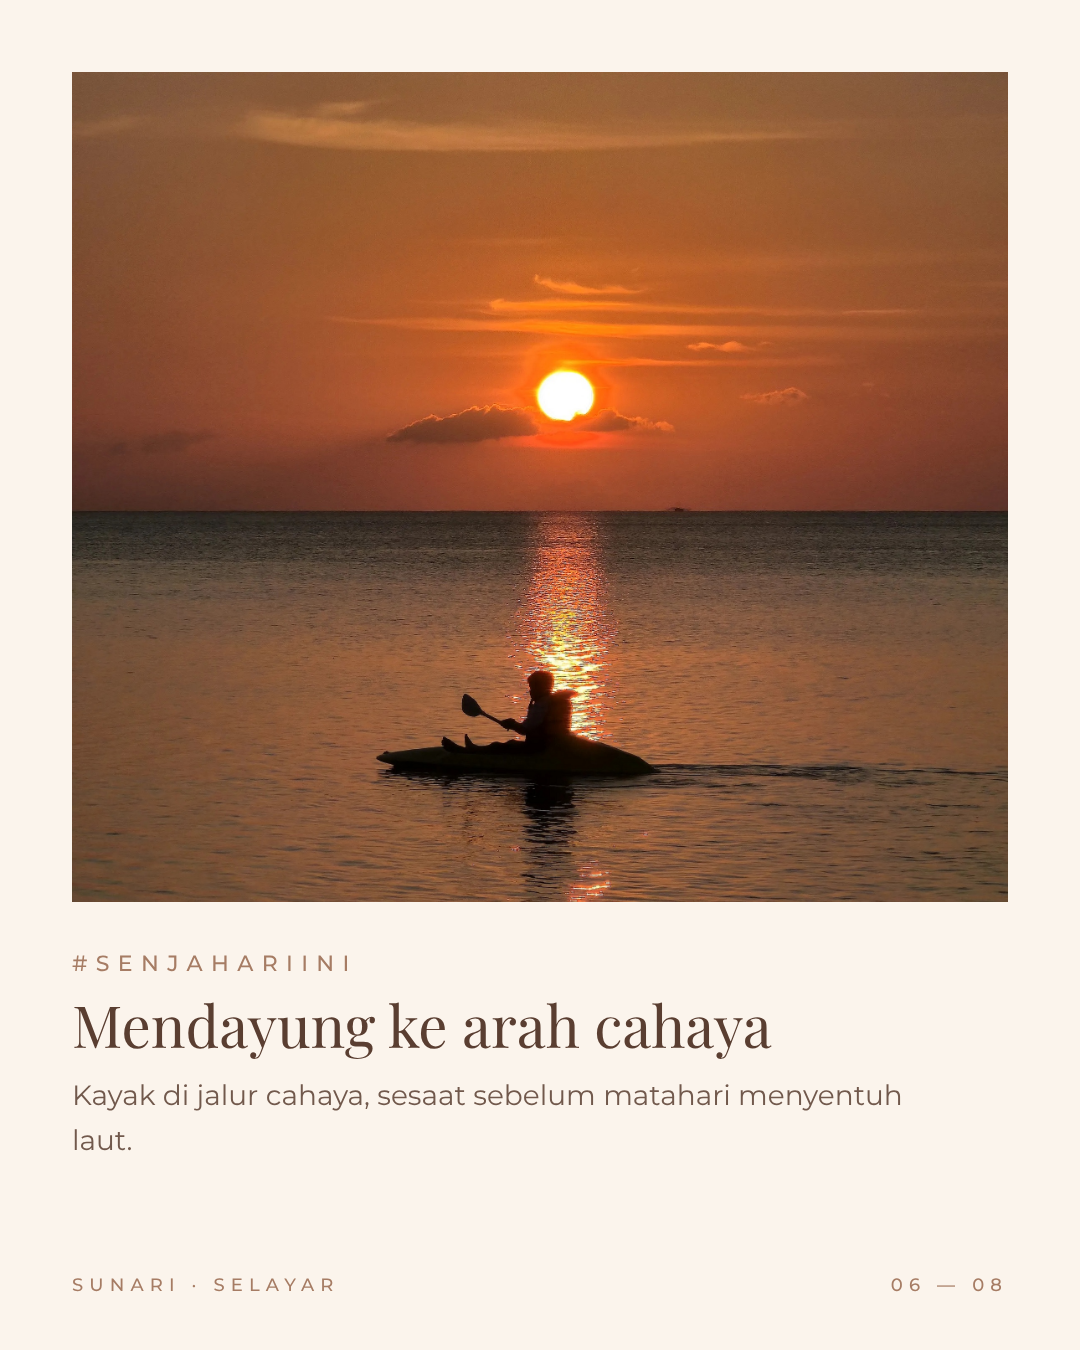 #SENJAHARIINI
Mendayung ke arah cahaya
Kayak di jalur cahaya, sesaat sebelum matahari menyentuh
laut.
SUNARI · SELAYAR
06 — 08